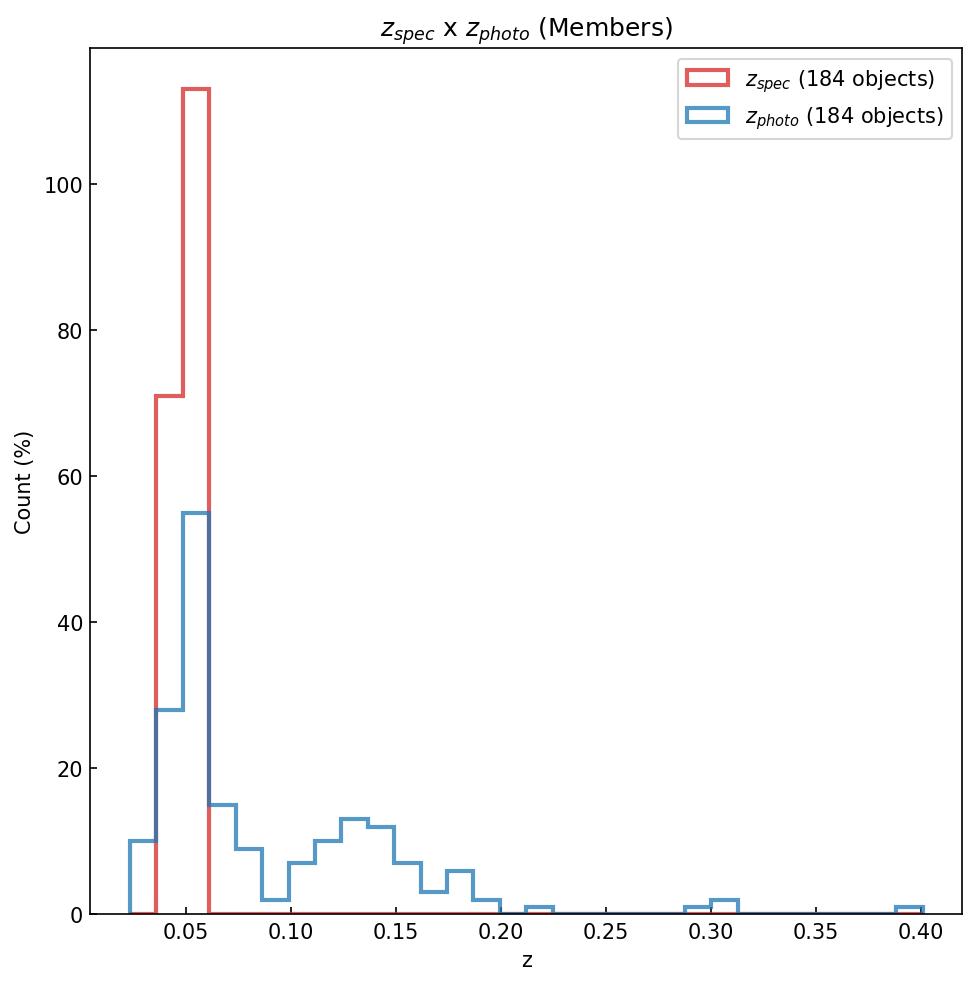 z_spec x z_photo (Members)
z_spec (184 objects)
z_photo (184 objects)
Count (%)
100
80
60
40
20
0
0.05 0.10 0.15 0.20 0.25 0.30 0.35 0.40
z